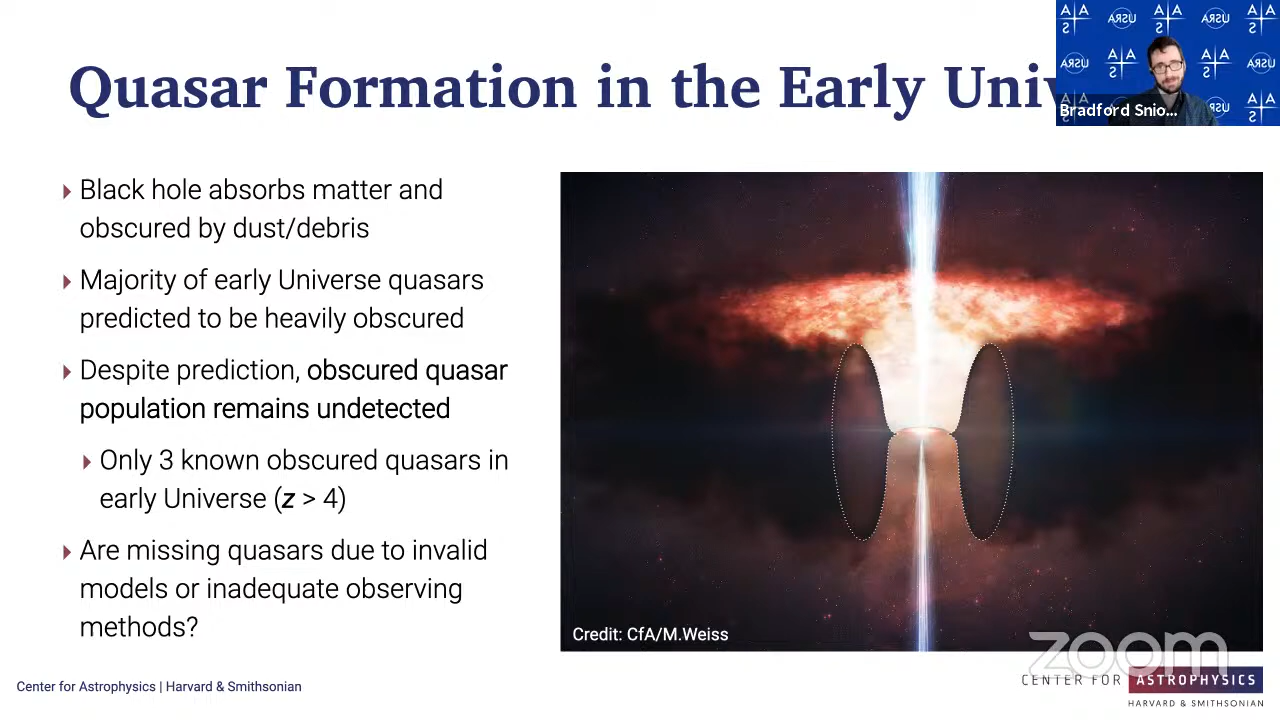 Quasar Formation in the Early Univ
Bradford Snio...
Black hole absorbs matter and
obscured by dust/debris
Majority of early Universe quasars
predicted to be heavily obscured
Despite prediction, obscured quasar
population remains undetected
Only 3 known obscured quasars in
early Universe (z > 4)
Are missing quasars due to invalid
models or inadequate observing
methods?
Credit: CfA/M.Weiss
zoom
Center for Astrophysics | Harvard & Smithsonian
CENTER FOR ASTROPHYSICS
HARVARD & SMITHSONIAN